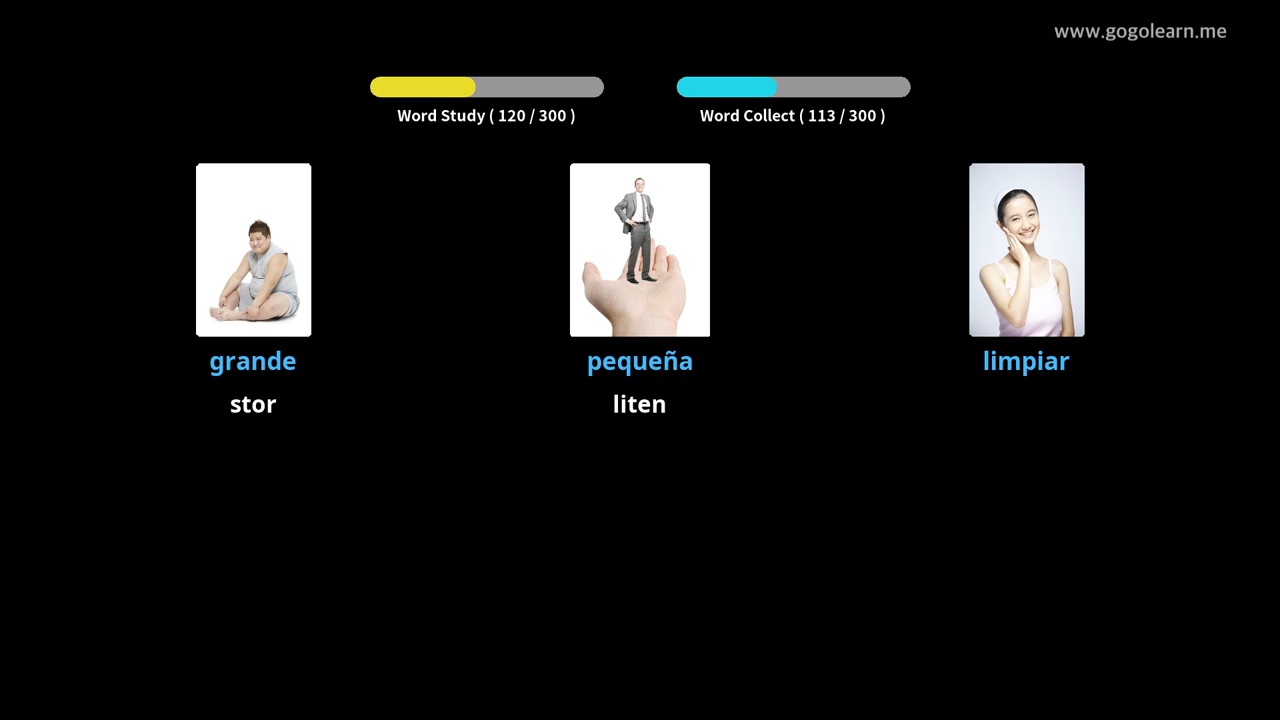 www.gogolearn.me
Word Study ( 120 / 300 )
Word Collect ( 113 / 300 )
grande
pequeña
limpiar
stor
liten